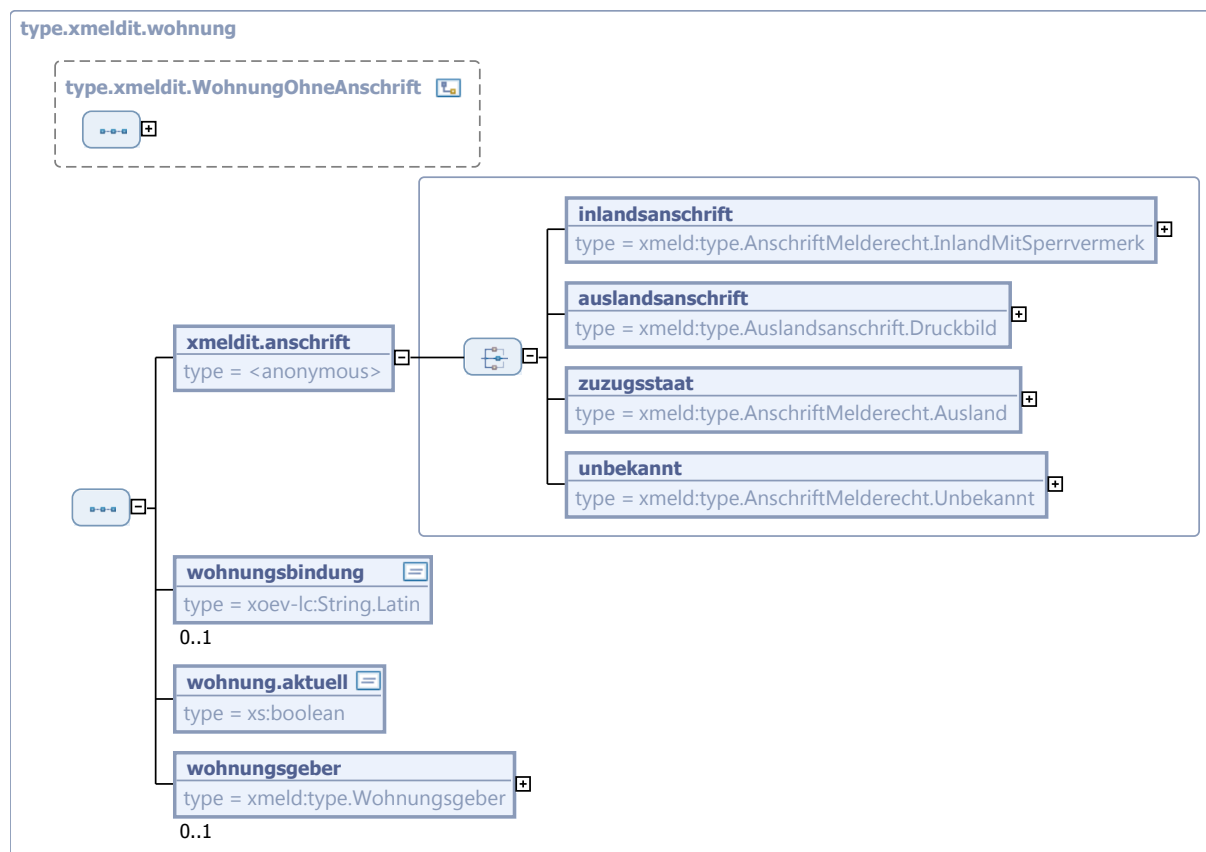 type.xmeldit.wohnung
type.xmeldit.WohnungOhneAnschrift
inlandsanschrift
type = xmeld:type.AnschriftMelderecht.InlandMitSperrvermerk
auslandsanschrift
type = xmeld:type.Auslandsanschrift.Druckbild
xmeldit.anschrift
type = <anonymous>
zuzugsstaat
type = xmeld:type.AnschriftMelderecht.Ausland
unbekannt
type = xmeld:type.AnschriftMelderecht.Unbekannt
wohnungsbindung
type = xoev-lc:String.Latin
0..1
wohnung.aktuell
type = xs:boolean
wohnungsgeber
type = xmeld:type.Wohnungsgeber
0..1